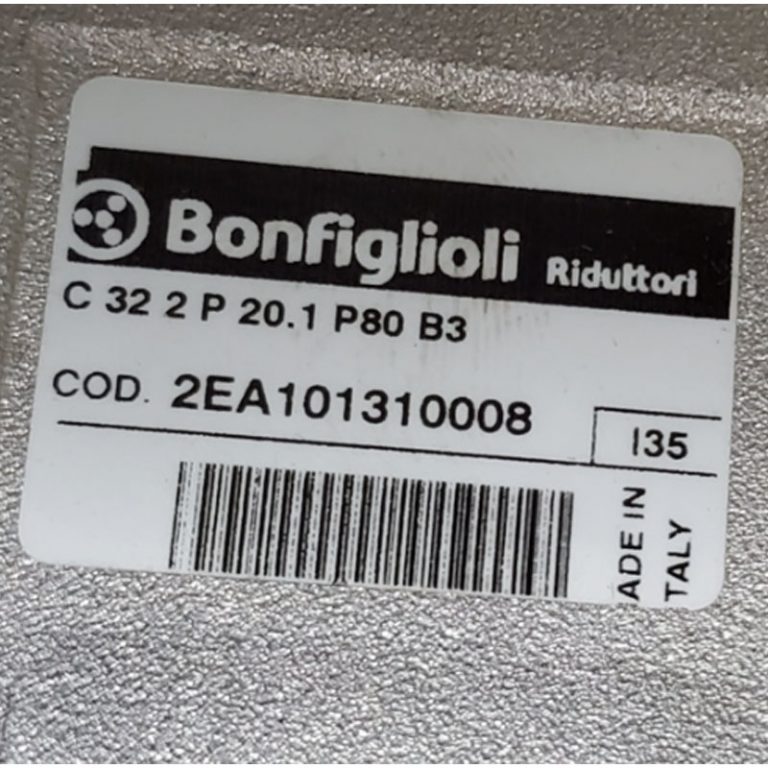 Bonfiglioli Riduttori
C 32 2 P 20.1 P80 B3
COD. 2EA101310008
I35
ADE IN
TALY